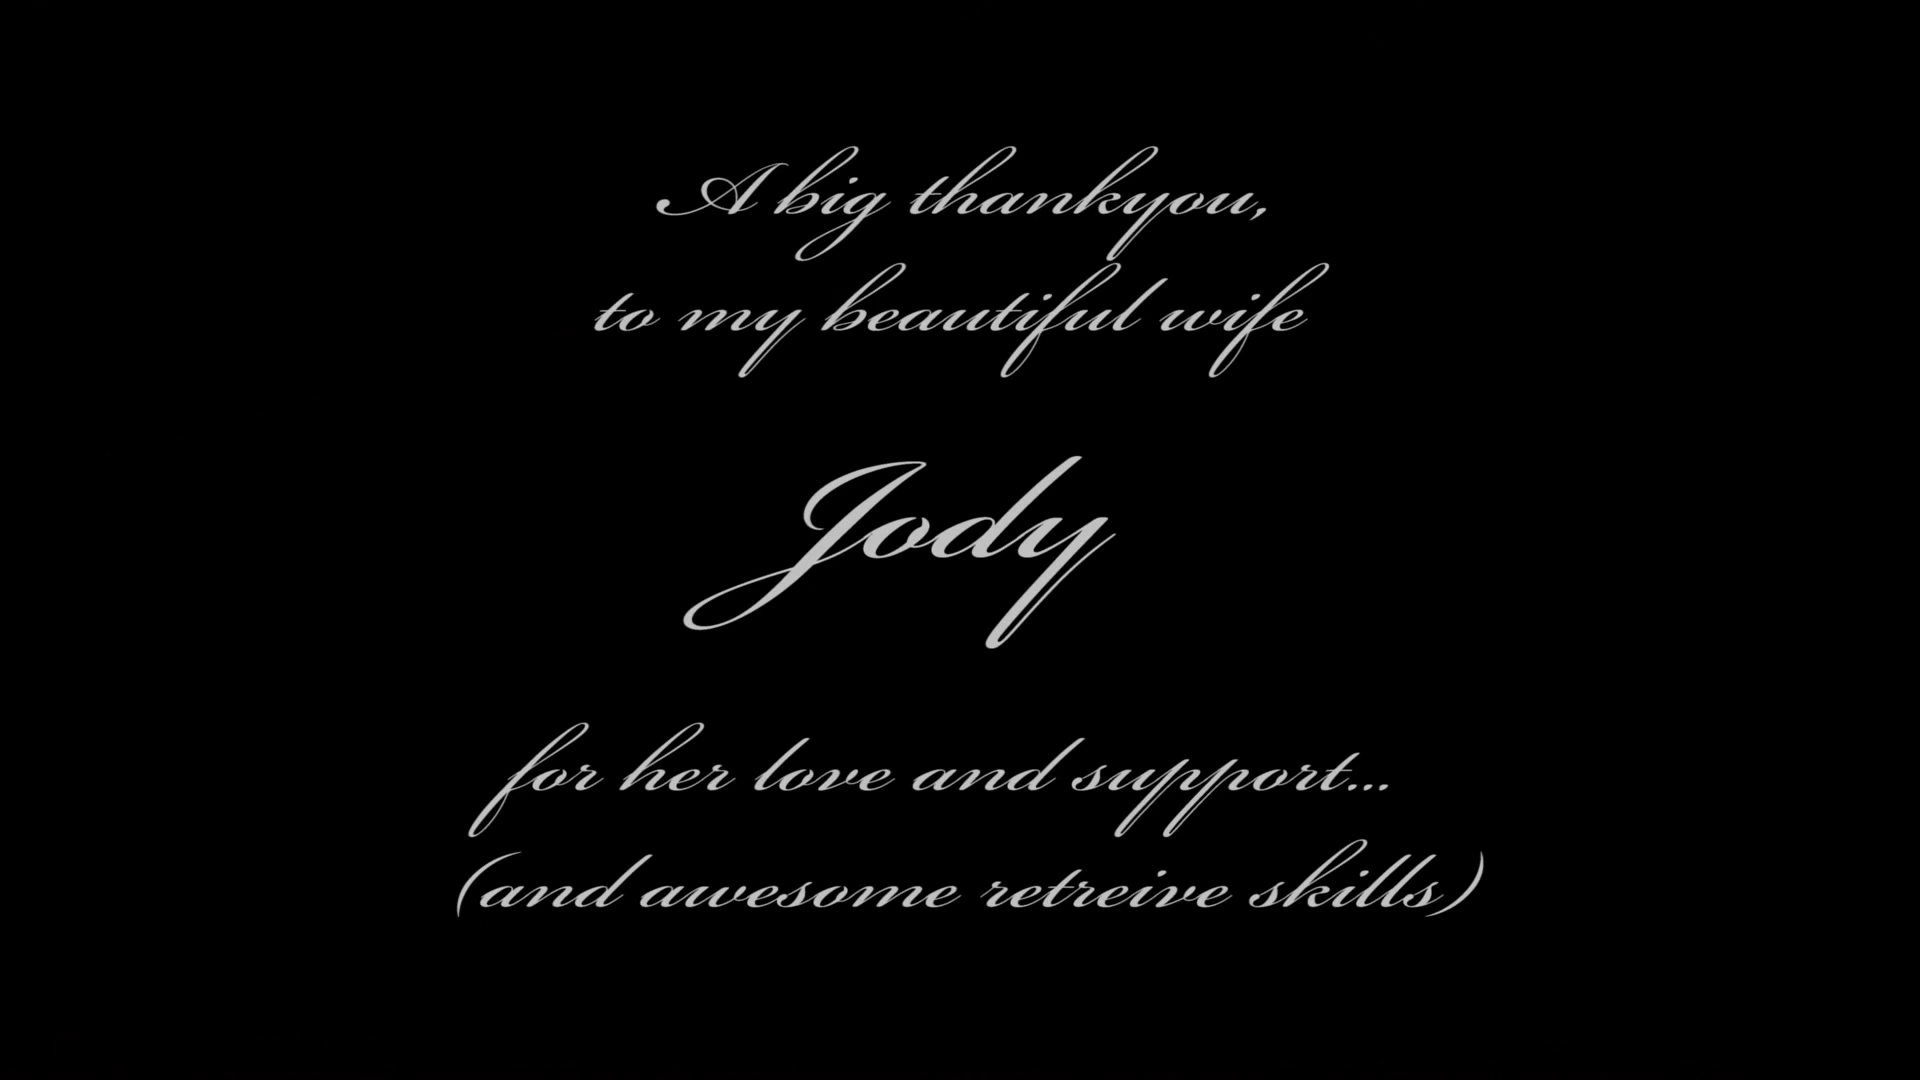 A big thankyou,
to my beautiful wife
Jody
for her love and support...
(and awesome retreive skills)